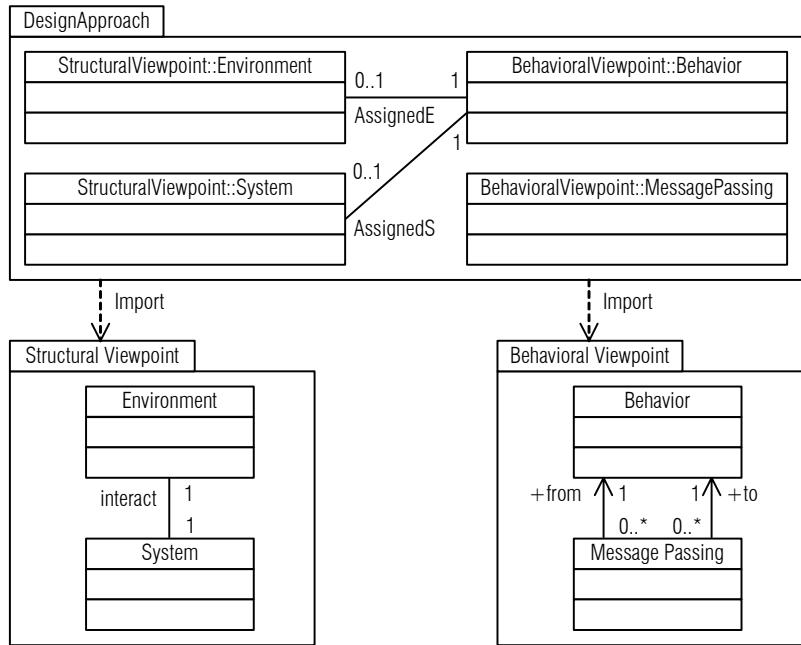 DesignApproach
StructuralViewpoint::Environment
BehavioralViewpoint::Behavior
0..1
1
AssignedE
1
0..1
StructuralViewpoint::System
BehavioralViewpoint::MessagePassing
AssignedS
Import
Import
Structural Viewpoint
Behavioral Viewpoint
Environment
Behavior
interact
1
1
System
+from
1
1
+to
0..*
0..*
Message Passing